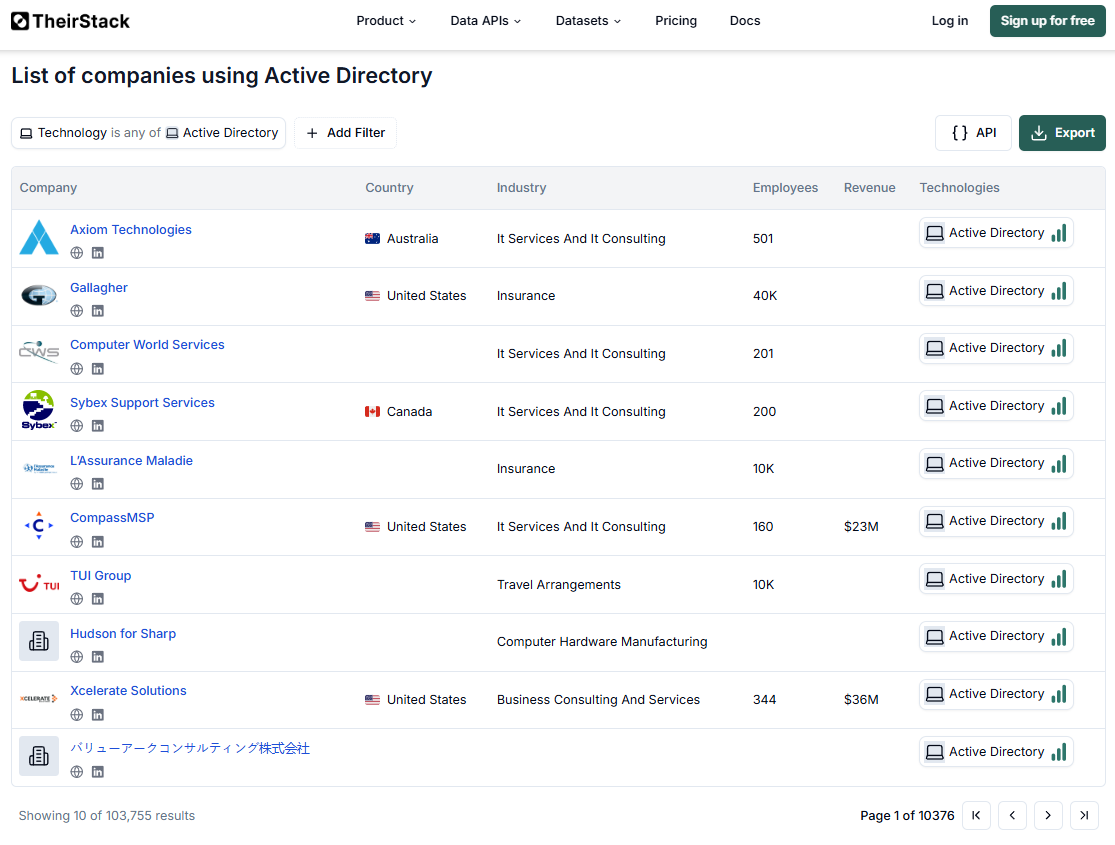 TheirStack Product Data APIs Datasets Pricing Docs Log in Sign up for free
List of companies using Active Directory
Technology is any of Active Directory + Add Filter {} API Export
Company Country Industry Employees Revenue Technologies
Axiom Technologies Australia It Services And It Consulting 501 Active Directory
Gallagher United States Insurance 40K Active Directory
CWS Computer World Services It Services And It Consulting 201 Active Directory
Sybex Sybex Support Services Canada It Services And It Consulting 200 Active Directory
L'Assurance Maladie Insurance 10K Active Directory
C CompassMSP United States It Services And It Consulting 160 $23M Active Directory
TUI TUI Group Travel Arrangements 10K Active Directory
Hudson for Sharp Computer Hardware Manufacturing Active Directory
XCELERATE Xcelerate Solutions United States Business Consulting And Services 344 $36M Active Directory
バリューアークコンサルティング株式会社 Active Directory
Showing 10 of 103,755 results Page 1 of 10376